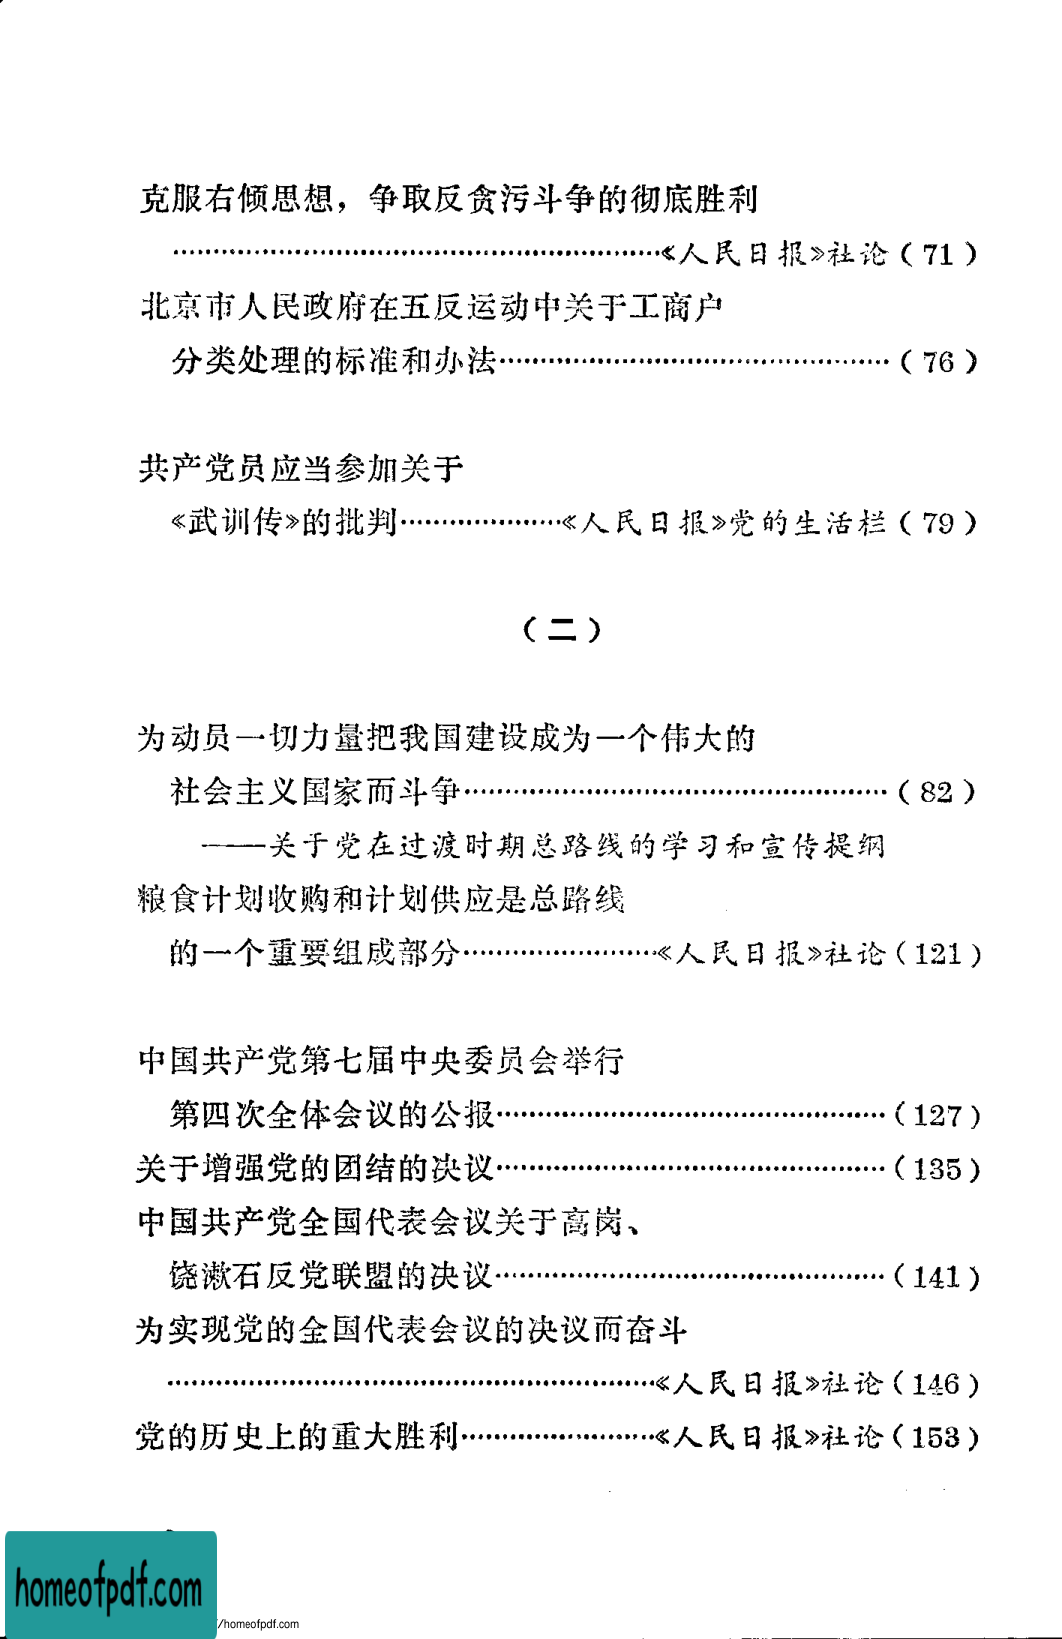 克服右倾思想，争取反贪污斗争的彻底胜利
……………………………………………………《人民日报》社论（71）
北京市人民政府在五反运动中关于工商户
分类处理的标准和办法…………………………………………（76）
共产党员应当参加关于
《武训传》的批判…………………《人民日报》党的生活栏（79）
（二）
为动员一切力量把我国建设成为一个伟大的
社会主义国家而斗争……………………………………………（82）
——关于党在过渡时期总路线的学习和宣传提纲
粮食计划收购和计划供应是总路线
的一个重要组成部分……………………《人民日报》社论（121）
中国共产党第七届中央委员会举行
第四次全体会议的公报…………………………………………（127）
关于增强党的团结的决议…………………………………………（135）
中国共产党全国代表会议关于高岗、
饶漱石反党联盟的决议…………………………………………（141）
为实现党的全国代表会议的决议而奋斗
……………………………………………………《人民日报》社论（146）
党的历史上的重大胜利……………………《人民日报》社论（153）
homeofpdf.com
/homeofpdf.com